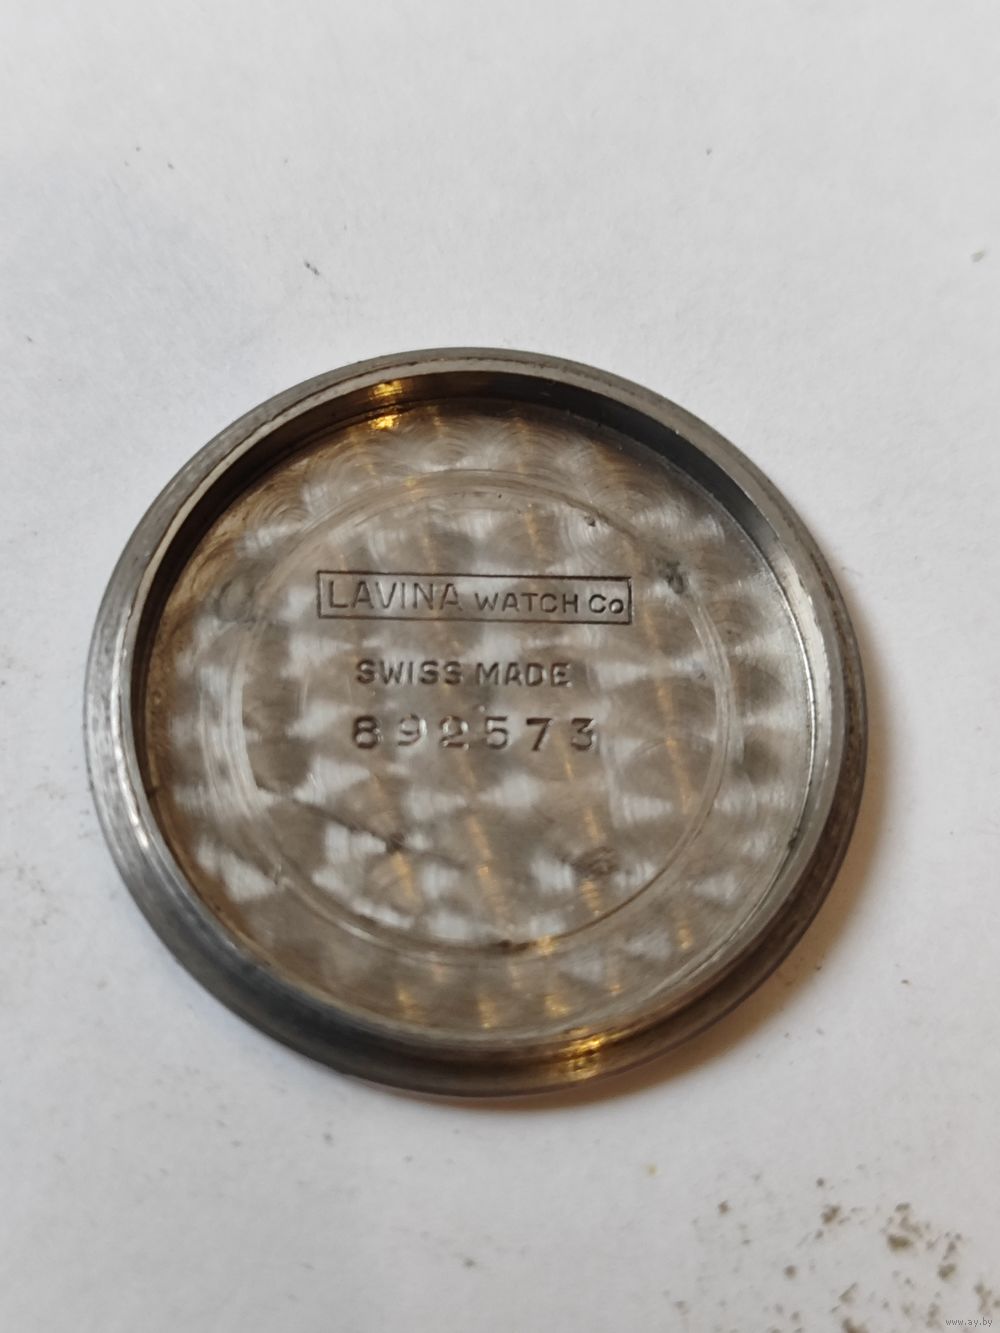 LAVINA WATCH Co
SWISS MADE
892573
www.ay.by